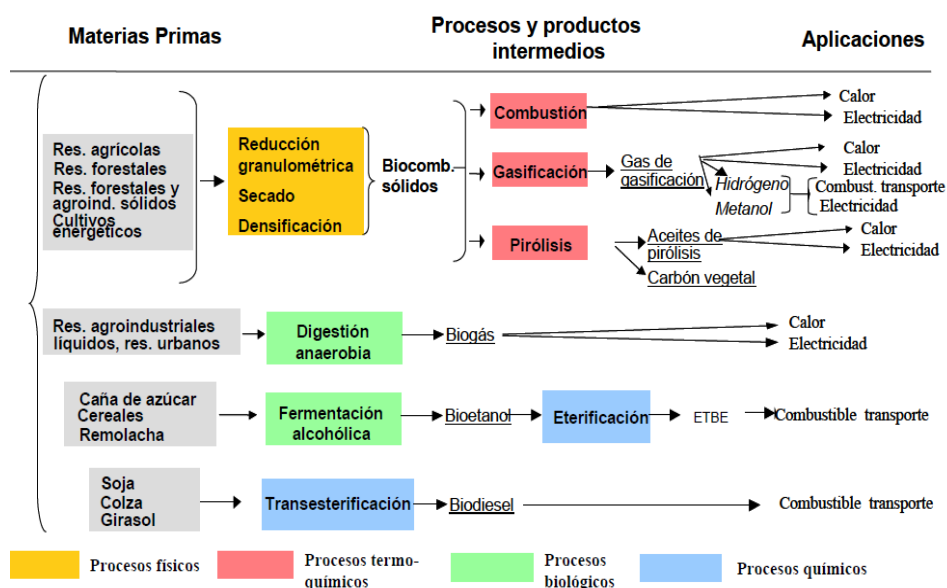 Materias Primas
Procesos y productos
intermedios
Aplicaciones
Res. agrícolas
Res. forestales
Res. forestales y
agroind. sólidos
Cultivos
energéticos
Reducción
granulométrica
Secado
Densificación
Biocomb.
sólidos
Combustión
Calor
Electricidad
Gasificación
Gas de
gasificación
Calor
Electricidad
Hidrógeno
Metanol
Combust. transporte
Electricidad
Pirólisis
Aceites de
pirólisis
Carbón vegetal
Calor
Electricidad
Res. agroindustriales
líquidos, res. urbanos
Digestión
anaerobia
Biogás
Calor
Electricidad
Caña de azúcar
Cereales
Remolacha
Fermentación
alcohólica
Bioetanol
Eterificación
ETBE
Combustible transporte
Soja
Colza
Girasol
Transesterificación
Biodiesel
Combustible transporte
Procesos físicos
Procesos termo-
químicos
Procesos
biológicos
Procesos químicos